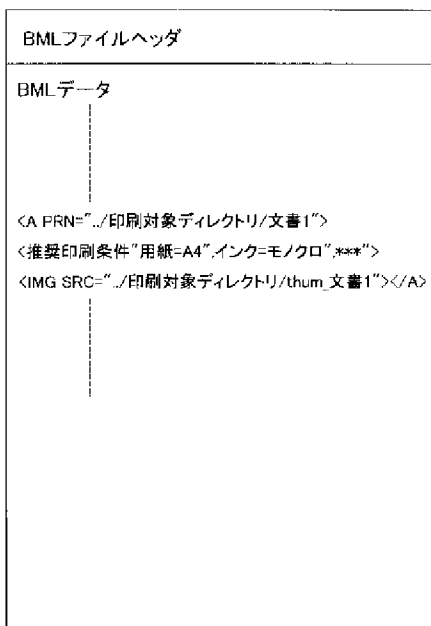 BMLファイルヘッダ
BMLデータ
<A PRN="../印刷対象ディレクトリ/文書1">
<推奨印刷条件"用紙=A4",インク=モノクロ",***">
<IMG SRC="../印刷対象ディレクトリ/thum_文書1"></A>